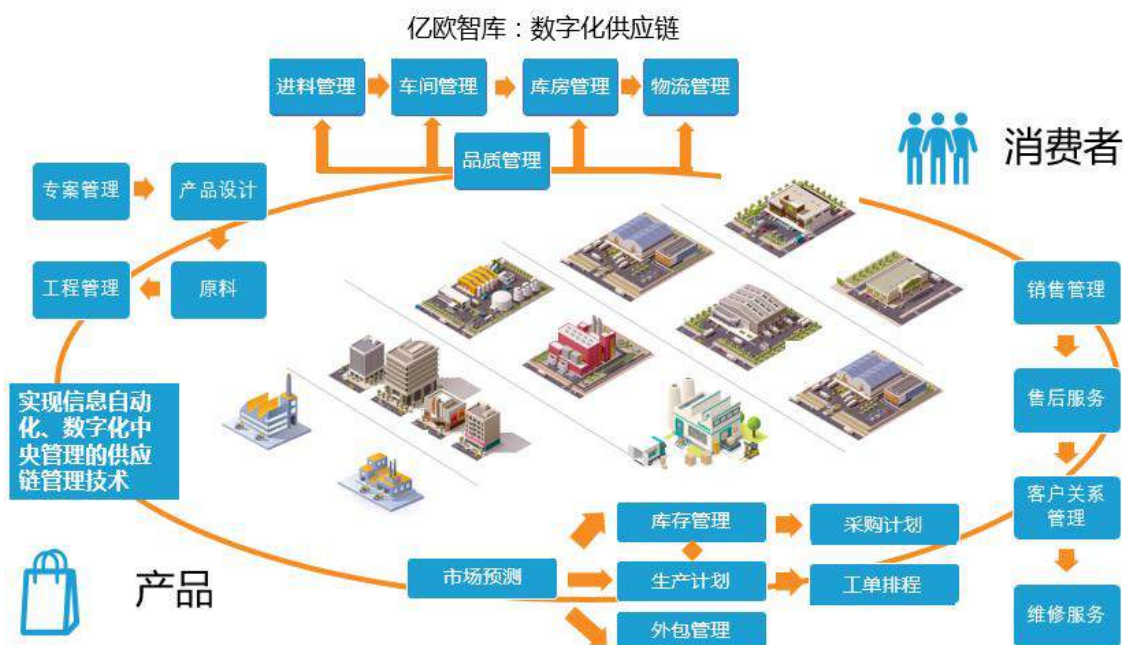 亿欧智库：数字化供应链
进料管理
车间管理
库房管理
物流管理
品质管理
消费者
专案管理
产品设计
工程管理
原料
销售管理
售后服务
客户关系
管理
维修服务
实现信息自动
化、数字化中
央管理的供应
链管理技术
产品
市场预测
库存管理
采购计划
生产计划
工单排程
外包管理